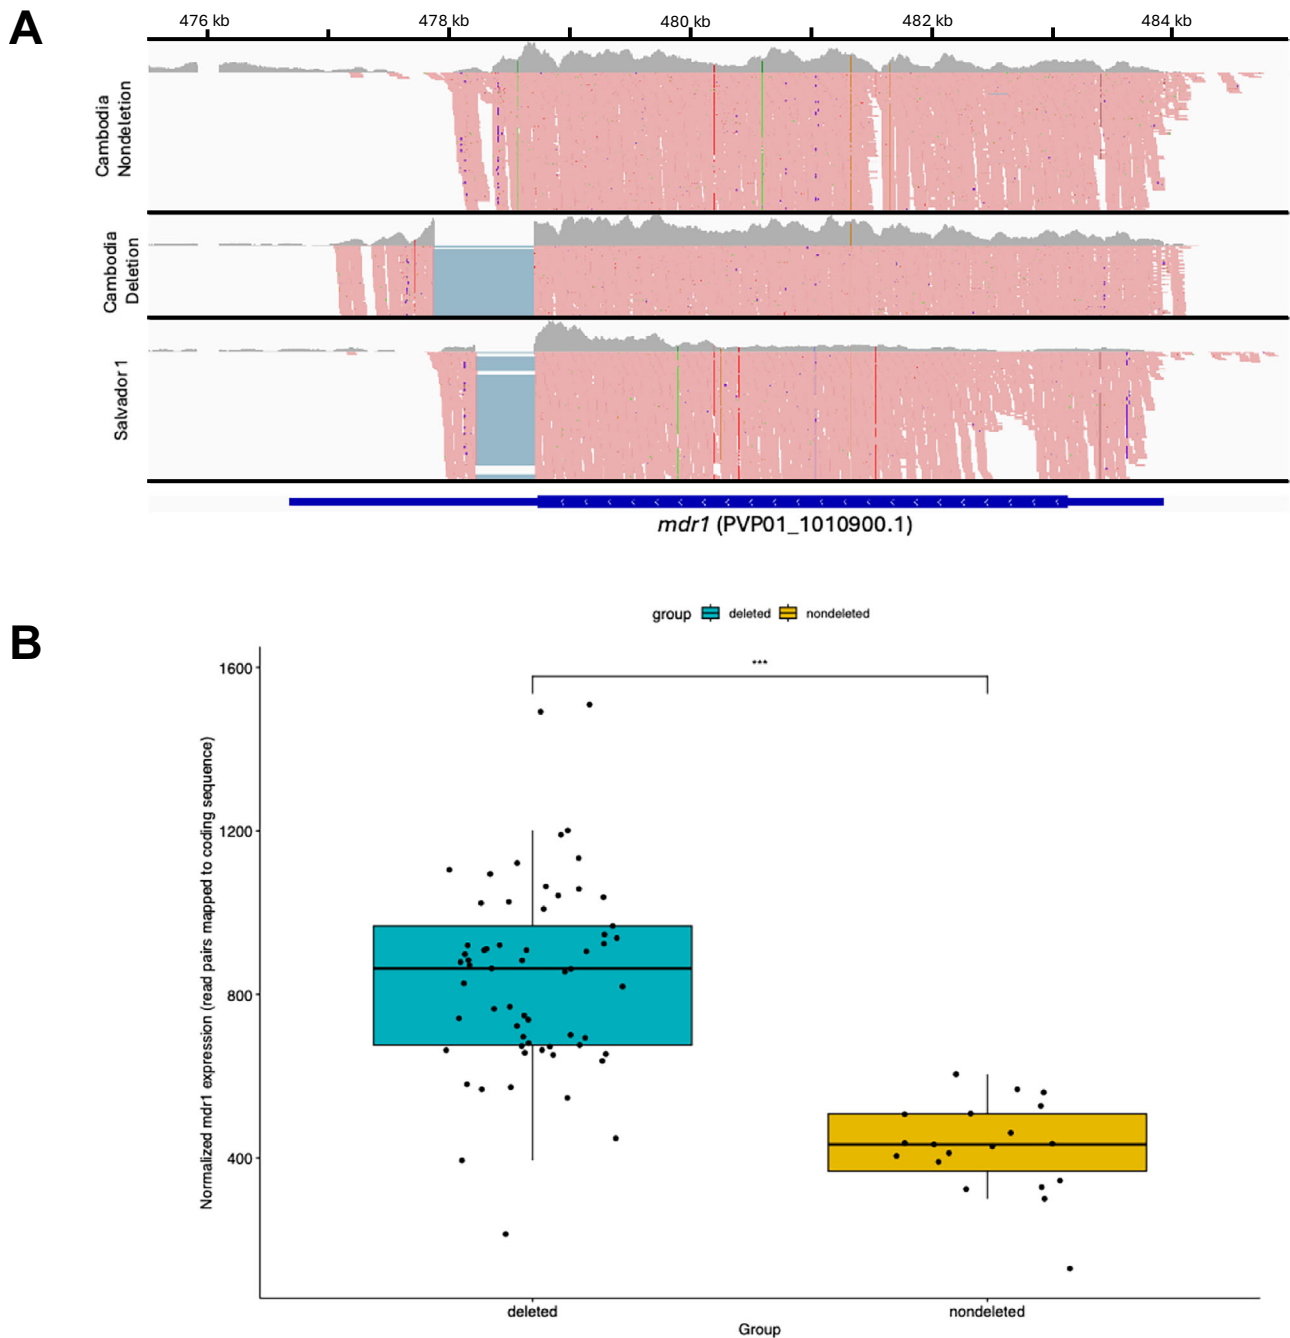 A
476 kb 478 kb 480 kb 482 kb 484 kb
Cambodia
Nondeletion
Cambodia
Deletion
Salvador 1
mdr1 (PVP01_1010900.1)
B
group deleted nondeleted
***
1600
1200
800
400
Normalized mdr1 expression (read pairs mapped to coding sequence)
deleted nondeleted
Group